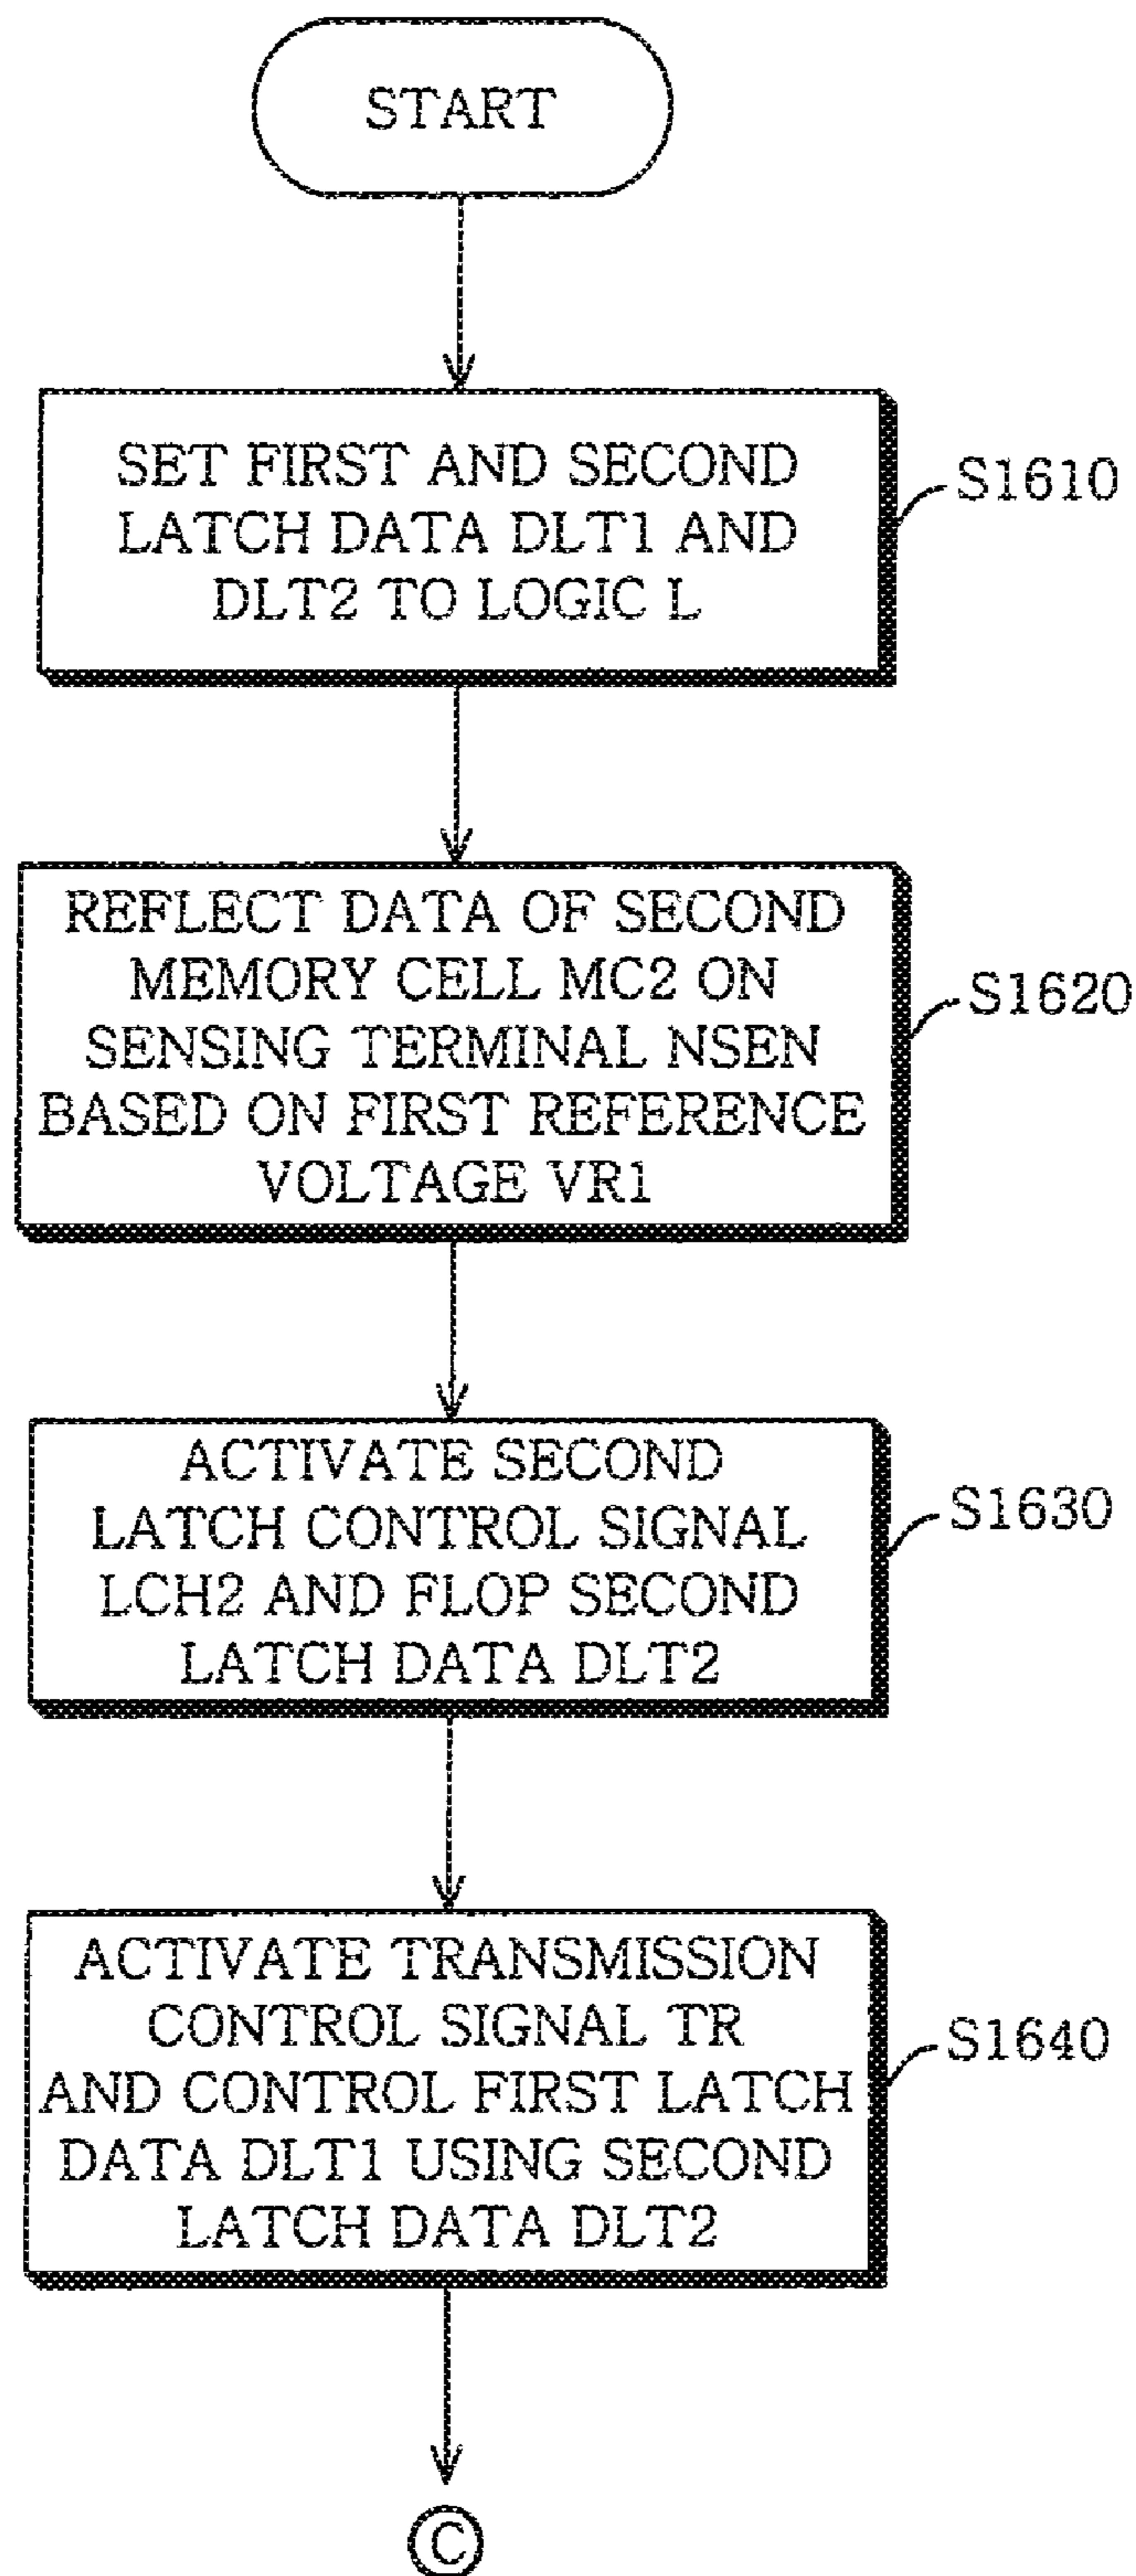 START
SET FIRST AND SECOND
LATCH DATA DLT1 AND
DLT2 TO LOGIC L
S1610
REFLECT DATA OF SECOND
MEMORY CELL MC2 ON
SENSING TERMINAL NSEN
BASED ON FIRST REFERENCE
VOLTAGE VR1
S1620
ACTIVATE SECOND
LATCH CONTROL SIGNAL
LCH2 AND FLOP SECOND
LATCH DATA DLT2
S1630
ACTIVATE TRANSMISSION
CONTROL SIGNAL TR
AND CONTROL FIRST LATCH
DATA DLT1 USING SECOND
LATCH DATA DLT2
S1640
C